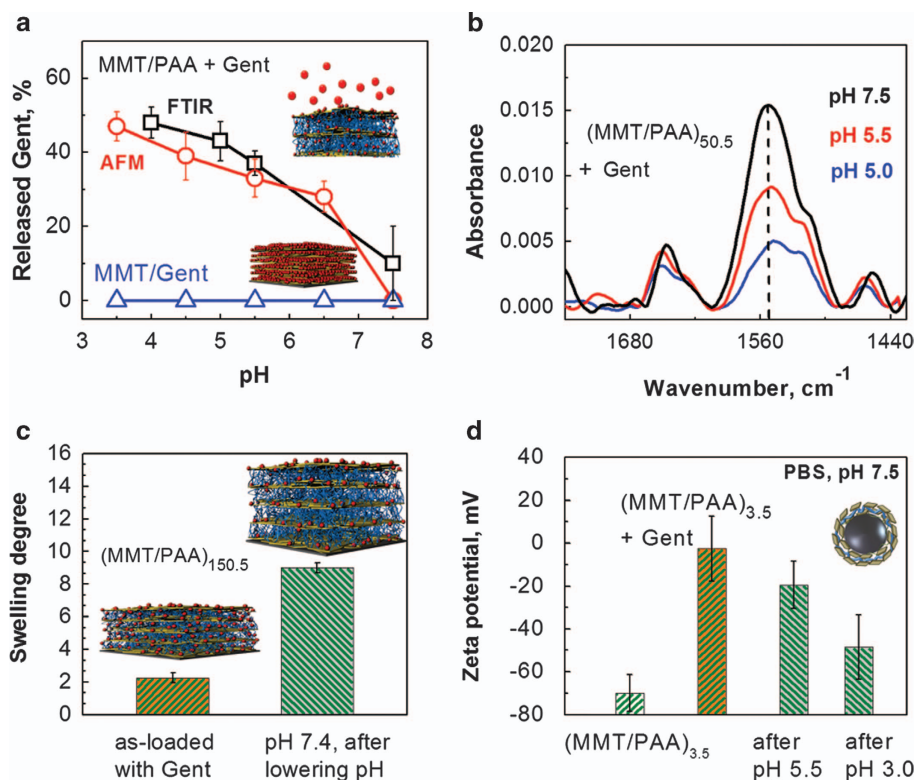 a
Released Gent, %
60
40
20
0
MMT/PAA + Gent
FTIR
AFM
MMT/Gent
3 4 5 6 7 8
pH
b
Absorbance
0.020
0.015
0.010
0.005
0.000
pH 7.5
(MMT/PAA)50.5
pH 5.5
+ Gent
pH 5.0
1680 1560 1440
Wavenumber, cm-1
c
Swelling degree
16
14
12
10
8
6
4
2
0
(MMT/PAA)150.5
as-loaded
with Gent
pH 7.4, after
lowering pH
d
Zeta potential, mV
40
20
0
-20
-40
-60
-80
PBS, pH 7.5
(MMT/PAA)3.5
+ Gent
(MMT/PAA)3.5
after
pH 5.5
after
pH 3.0